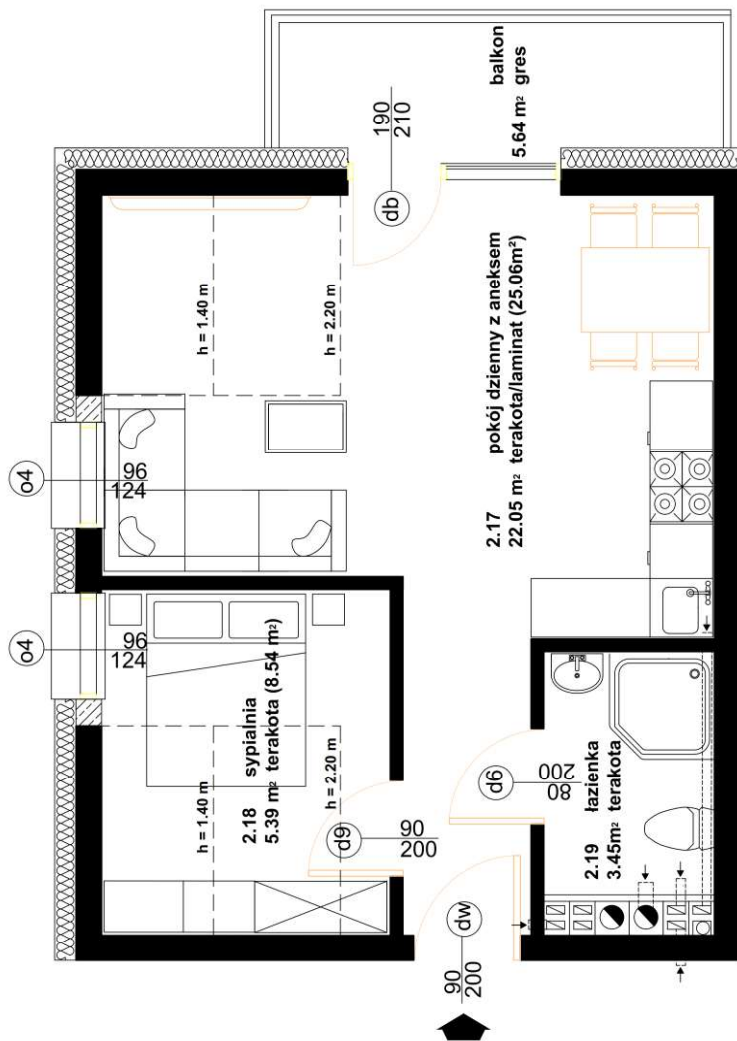 balkon
5.64 m² gres
190
210
db
h = 1.40 m
h = 2.20 m
o4
96
124
2.17 pokój dzienny z aneksem
22.05 m² terakota/laminat (25.06m²)
o4
96
124
2.18 sypialnia
5.39 m² terakota (8.54 m²)
h = 1.40 m
h = 2.20 m
d9
90
200
d6
80
200
2.19 łazienka
3.45m² terakota
dw
90
200